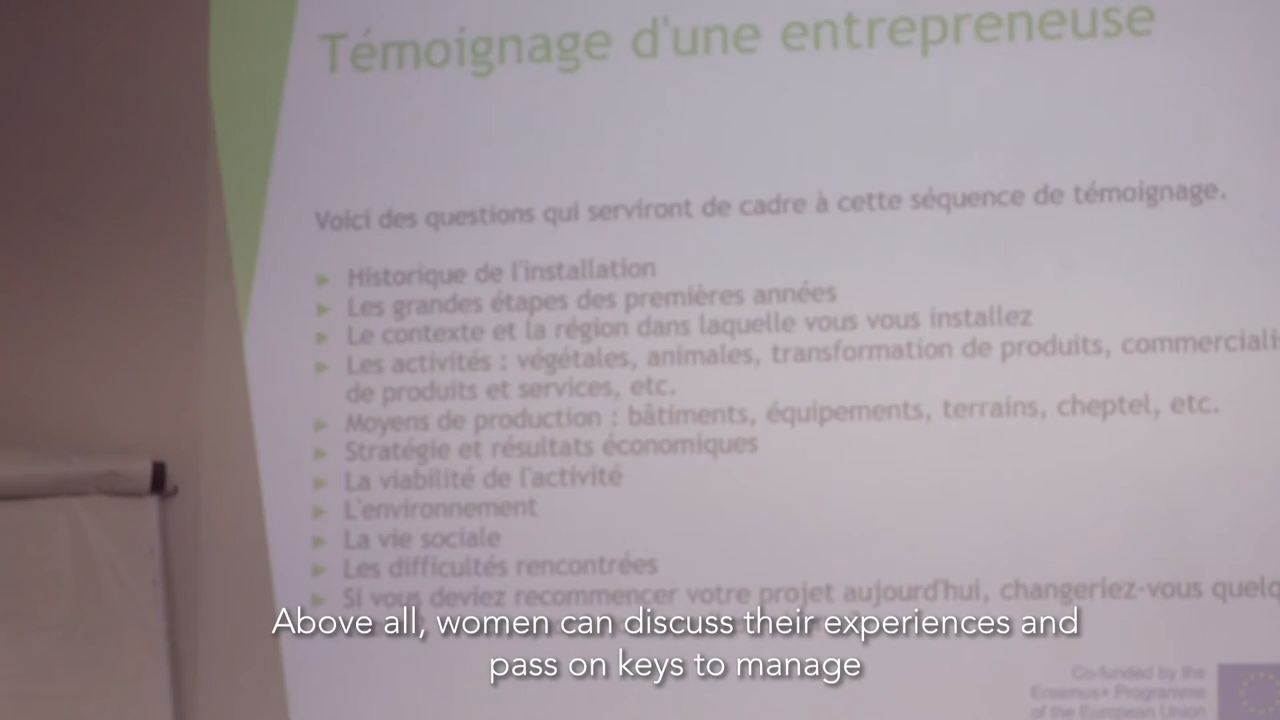 Témoignage d'une entrepreneuse
Voici des questions qui serviront de cadre à cette séquence de témoignage.
Historique de l'installation
Les grandes étapes des premières années
Le contexte et la région dans laquelle vous vous installez
Les activités : végétales, animales, transformation de produits, commerciali
de produits et services, etc.
Moyens de production : bâtiments, équipements, terrains, cheptel, etc.
Stratégie et résultats économiques
La viabilité de l'activité
L'environnement
La vie sociale
Les difficultés rencontrées
Si vous deviez recommencer votre projet aujourd'hui, changeriez-vous quelq
Above all, women can discuss their experiences and
pass on keys to manage
Co-funded by the
Erasmus+ Programme
of the European Union